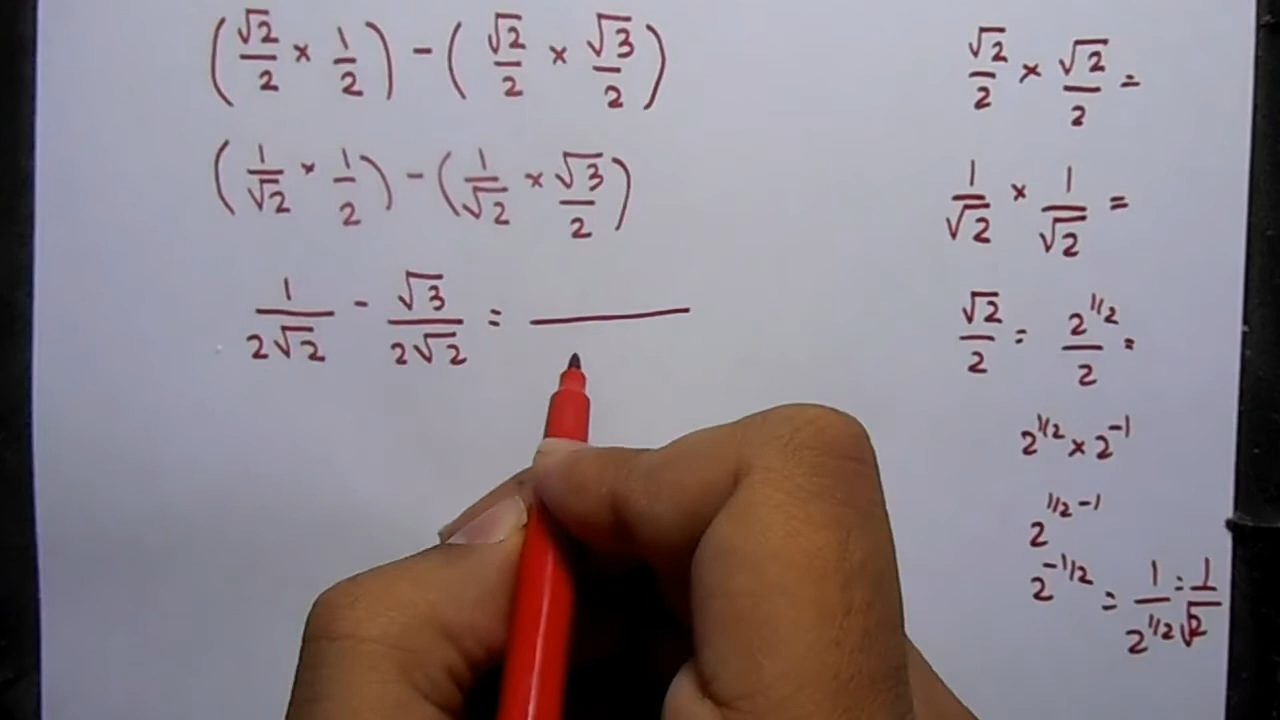 (√2/2 × 1/2) - (√2/2 × √3/2)
(1/√2 × 1/2) - (1/√2 × √3/2)
1/2√2 - √3/2√2 =
√2/2 × √2/2 =
1/√2 × 1/√2 =
√2/2 = 2^1/2/2 =
2^1/2 × 2^-1
2^1/2-1
2^-1/2 = 1/2^1/2 = 1/√2